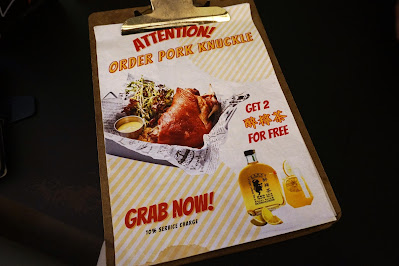 ATTENTION!
ORDER PORK KNUCKLE
GET 2
FOR FREE
GRAB NOW!
10% SERVICE CHARGE